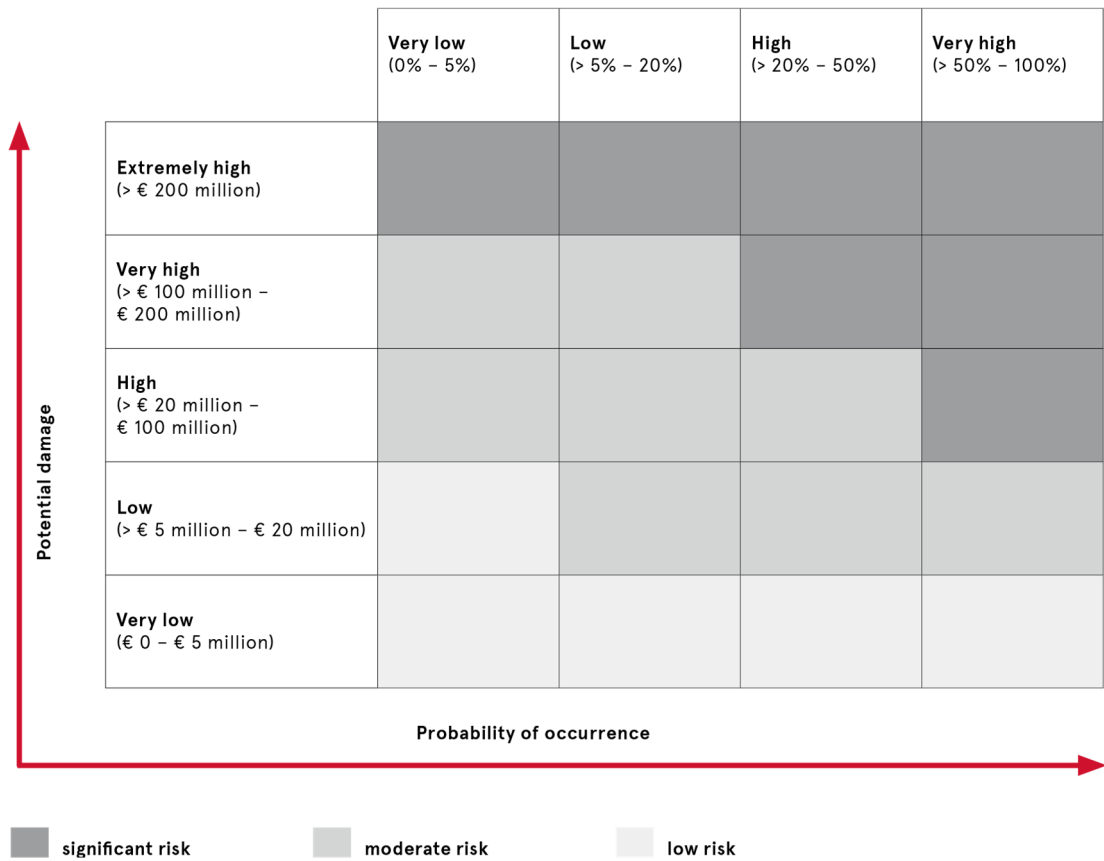 Very low
(0% – 5%)
Low
(> 5% – 20%)
High
(> 20% – 50%)
Very high
(> 50% – 100%)
Extremely high
(> € 200 million)
Very high
(> € 100 million –
€ 200 million)
High
(> € 20 million –
€ 100 million)
Low
(> € 5 million – € 20 million)
Very low
(€ 0 – € 5 million)
Potential damage
Probability of occurrence
significant risk
moderate risk
low risk